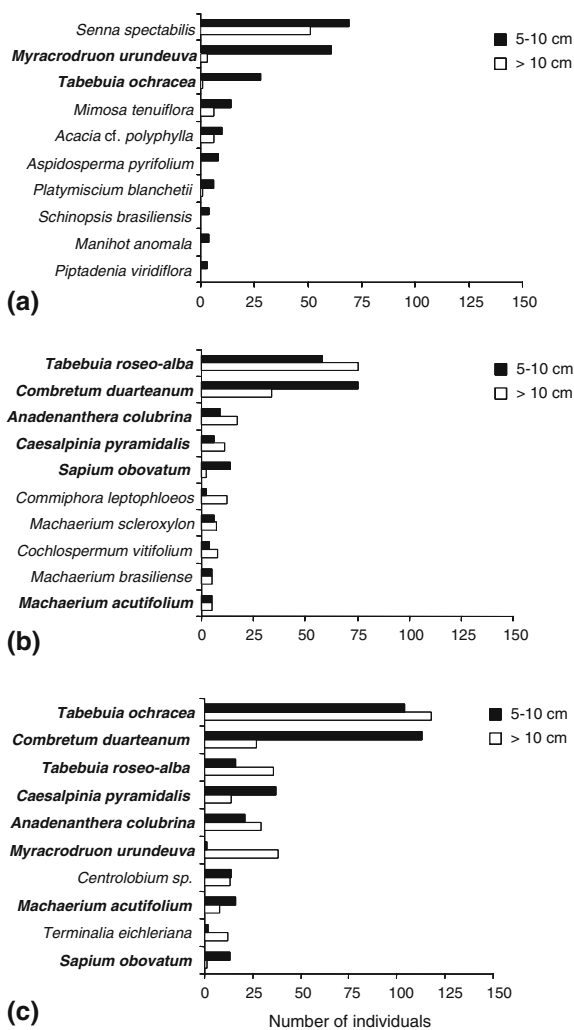 Senna spectabilis
Myracrodruon urundeuva
Tabebuia ochracea
Mimosa tenuiflora
Acacia cf. polyphylla
Aspidosperma pyrifolium
Platymiscium blanchetii
Schinopsis brasiliensis
Manihot anomala
Piptadenia viridiflora
5-10 cm
> 10 cm
0 25 50 75 100 125 150
(a)
Tabebuia roseo-alba
Combretum duarteanum
Anadenanthera colubrina
Caesalpinia pyramidalis
Sapium obovatum
Commiphora leptophloeos
Machaerium scleroxylon
Cochlospermum vitifolium
Machaerium brasiliense
Machaerium acutifolium
5-10 cm
> 10 cm
0 25 50 75 100 125 150
(b)
Tabebuia ochracea
Combretum duarteanum
Tabebuia roseo-alba
Caesalpinia pyramidalis
Anadenanthera colubrina
Myracrodruon urundeuva
Centrolobium sp.
Machaerium acutifolium
Terminalia eichleriana
Sapium obovatum
5-10 cm
> 10 cm
0 25 50 75 100 125 150
(c)
Number of individuals